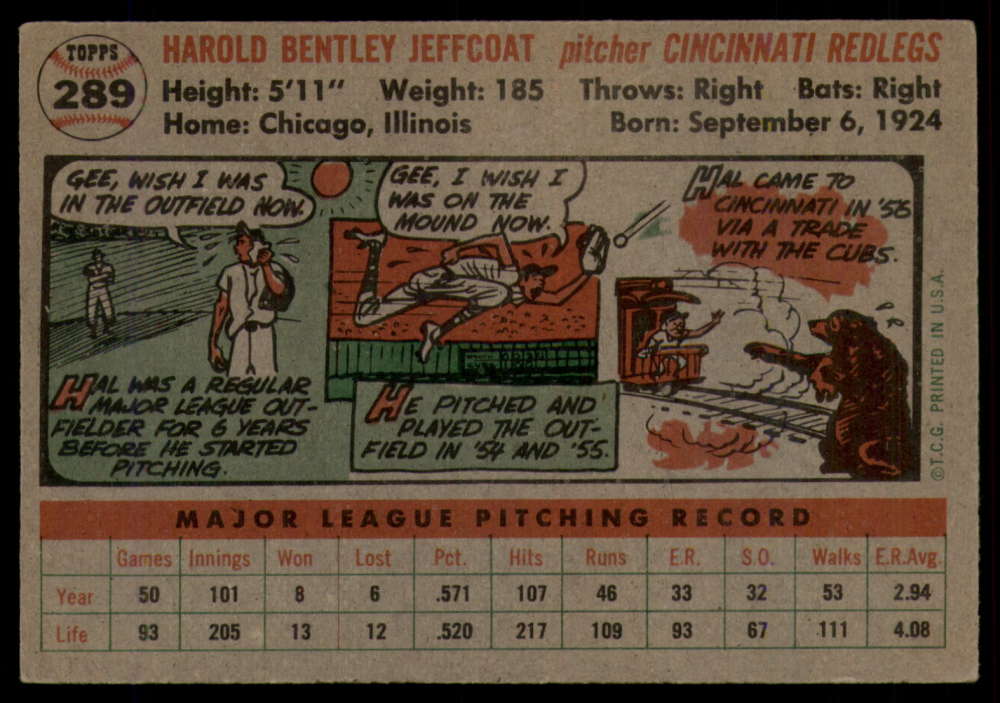 TOPPS
289
HAROLD BENTLEY JEFFCOAT pitcher CINCINNATI REDLEGS
Height: 5'11" Weight: 185 Throws: Right Bats: Right
Home: Chicago, Illinois Born: September 6, 1924
GEE, WISH I WAS
IN THE OUTFIELD NOW.
HAL WAS A REGULAR
MAJOR LEAGUE OUT-
FIELDER FOR 6 YEARS
BEFORE HE STARTED
PITCHING.
GEE, I WISH I
WAS ON THE
MOUND NOW.
HE PITCHED AND
PLAYED THE OUT-
FIELD IN '54 AND '55.
HAL CAME TO
CINCINNATI IN '56
VIA A TRADE
WITH THE CUBS.
©T.C.G. PRINTED IN U.S.A.
MAJOR LEAGUE PITCHING RECORD
Games Innings Won Lost Pct. Hits Runs E.R. S.O. Walks E.R.Avg.
Year 50 101 8 6 .571 107 46 33 32 53 2.94
Life 93 205 13 12 .520 217 109 93 67 111 4.08